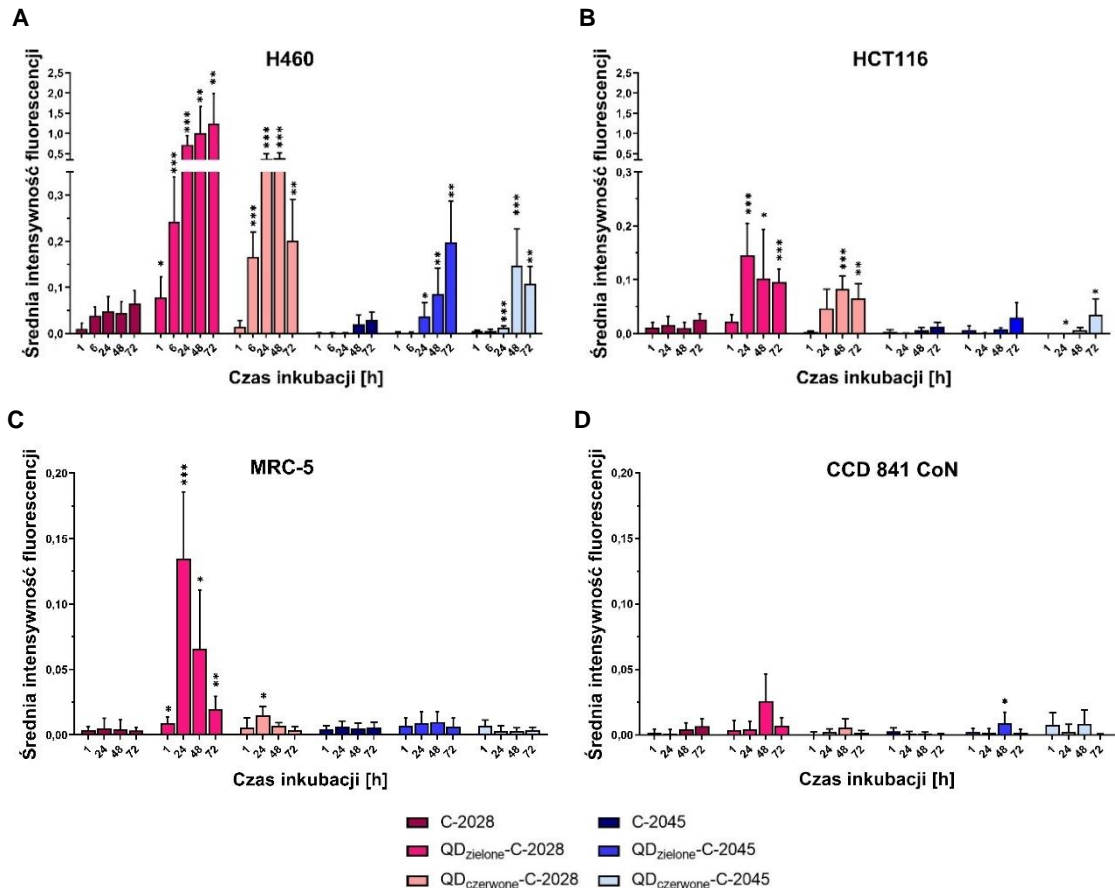 A
H460
Średnia intensywność fluorescencji
2,5
2,0
1,5
1,0
0,5
0,3
0,2
0,1
0,0
* *** *** ** **
*** *** *** **
* ** **
*** *** **
1 6 24 48 72 1 6 24 48 72 1 6 24 48 72 1 6 24 48 72 1 6 24 48 72 1 6 24 48 72
Czas inkubacji [h]
B
HCT116
Średnia intensywność fluorescencji
2,5
2,0
1,5
1,0
0,5
0,3
0,2
0,1
0,0
*** * ***
*** **
* *
1 24 48 72 1 24 48 72 1 24 48 72 1 24 48 72 1 24 48 72 1 24 48 72
Czas inkubacji [h]
C
MRC-5
Średnia intensywność fluorescencji
0,20
0,15
0,10
0,05
0,00
* *** * **
*
1 24 48 72 1 24 48 72 1 24 48 72 1 24 48 72 1 24 48 72 1 24 48 72
Czas inkubacji [h]
D
CCD 841 CoN
Średnia intensywność fluorescencji
0,20
0,15
0,10
0,05
0,00
*
1 24 48 72 1 24 48 72 1 24 48 72 1 24 48 72 1 24 48 72 1 24 48 72
Czas inkubacji [h]
C-2028
QDzielone-C-2028
QDczerwone-C-2028
C-2045
QDzielone-C-2045
QDczerwone-C-2045